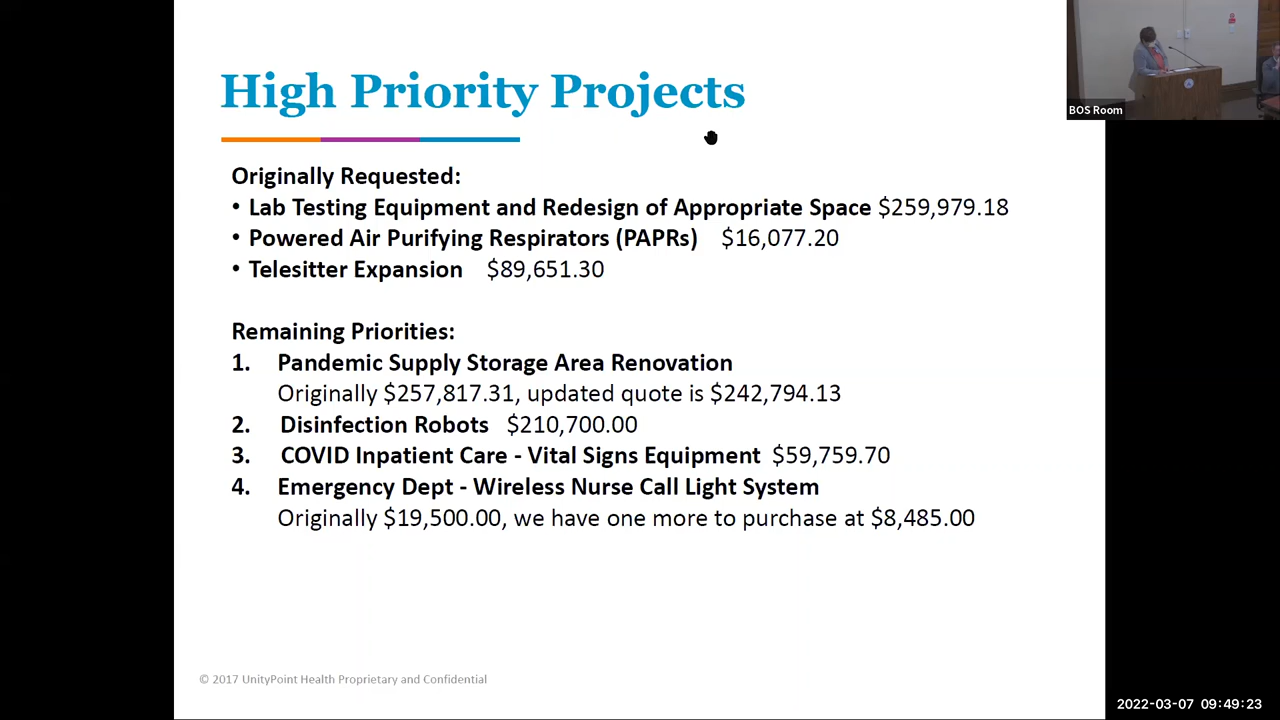 High Priority Projects
BOS Room
Originally Requested:
• Lab Testing Equipment and Redesign of Appropriate Space $259,979.18
• Powered Air Purifying Respirators (PAPRs) $16,077.20
• Telesitter Expansion $89,651.30
Remaining Priorities:
1. Pandemic Supply Storage Area Renovation
Originally $257,817.31, updated quote is $242,794.13
2. Disinfection Robots $210,700.00
3. COVID Inpatient Care - Vital Signs Equipment $59,759.70
4. Emergency Dept - Wireless Nurse Call Light System
Originally $19,500.00, we have one more to purchase at $8,485.00
© 2017 UnityPoint Health Proprietary and Confidential
2022-03-07 09:49:23